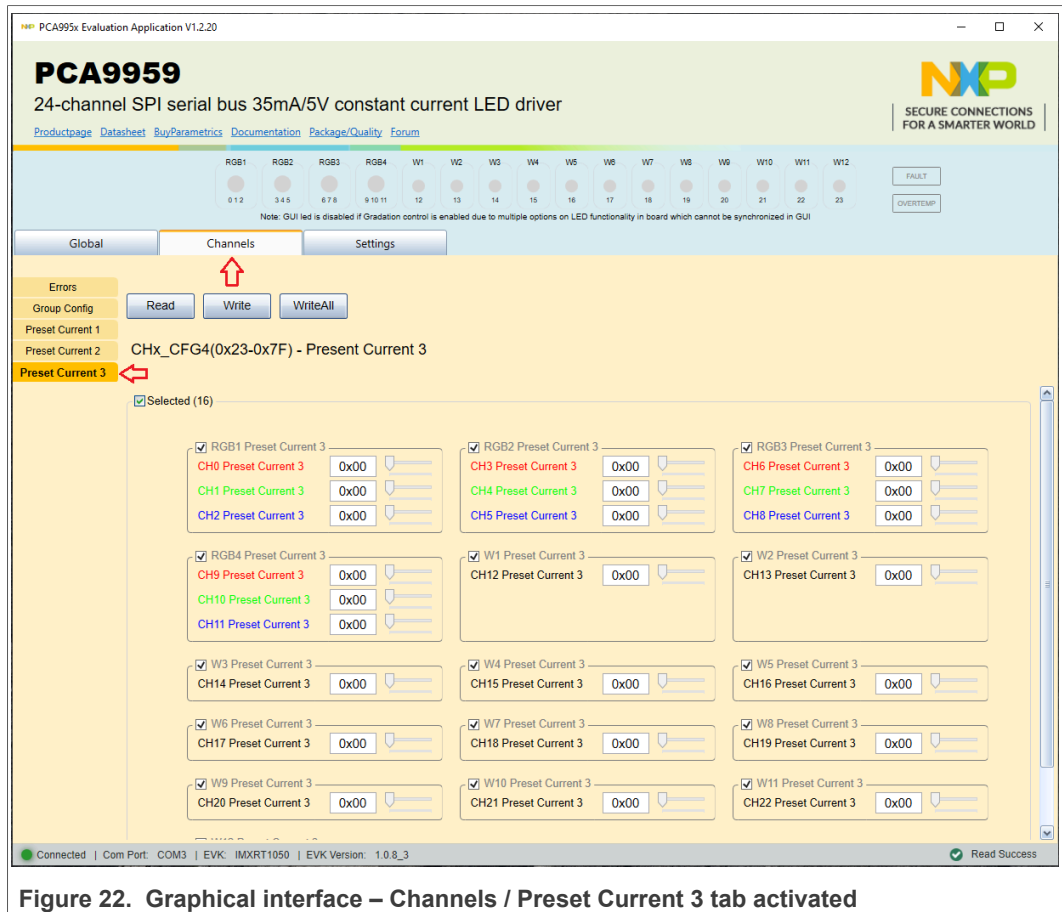 PCA995x Evaluation Application V1.2.20
PCA9959
24-channel SPI serial bus 35mA/5V constant current LED driver
Productpage Datasheet BuyParametrics Documentation Package/Quality Forum
NXP
SECURE CONNECTIONS
FOR A SMARTER WORLD
RGB1 RGB2 RGB3 RGB4 W1 W2 W3 W4 W5 W6 W7 W8 W9 W10 W11 W12
0 1 2 3 4 5 6 7 8 9 10 11 12 13 14 15 16 17 18 19 20 21 22 23
FAULT
OVERTEMP
Note: GUI led is disabled if Gradation control is enabled due to multiple options on LED functionality in board which cannot be synchronized in GUI
Global Channels Settings
Errors
Group Config
Preset Current 1
Preset Current 2
Preset Current 3
Read Write WriteAll
CHx_CFG4(0x23-0x7F) - Present Current 3
Selected (16)
RGB1 Preset Current 3 RGB2 Preset Current 3 RGB3 Preset Current 3
CH0 Preset Current 3 0x00 CH3 Preset Current 3 0x00 CH6 Preset Current 3 0x00
CH1 Preset Current 3 0x00 CH4 Preset Current 3 0x00 CH7 Preset Current 3 0x00
CH2 Preset Current 3 0x00 CH5 Preset Current 3 0x00 CH8 Preset Current 3 0x00
RGB4 Preset Current 3 W1 Preset Current 3 W2 Preset Current 3
CH9 Preset Current 3 0x00 CH12 Preset Current 3 0x00 CH13 Preset Current 3 0x00
CH10 Preset Current 3 0x00
CH11 Preset Current 3 0x00
W3 Preset Current 3 W4 Preset Current 3 W5 Preset Current 3
CH14 Preset Current 3 0x00 CH15 Preset Current 3 0x00 CH16 Preset Current 3 0x00
W6 Preset Current 3 W7 Preset Current 3 W8 Preset Current 3
CH17 Preset Current 3 0x00 CH18 Preset Current 3 0x00 CH19 Preset Current 3 0x00
W9 Preset Current 3 W10 Preset Current 3 W11 Preset Current 3
CH20 Preset Current 3 0x00 CH21 Preset Current 3 0x00 CH22 Preset Current 3 0x00
Connected | Com Port: COM3 | EVK: IMXRT1050 | EVK Version: 1.0.8_3
Read Success
Figure 22. Graphical interface – Channels / Preset Current 3 tab activated